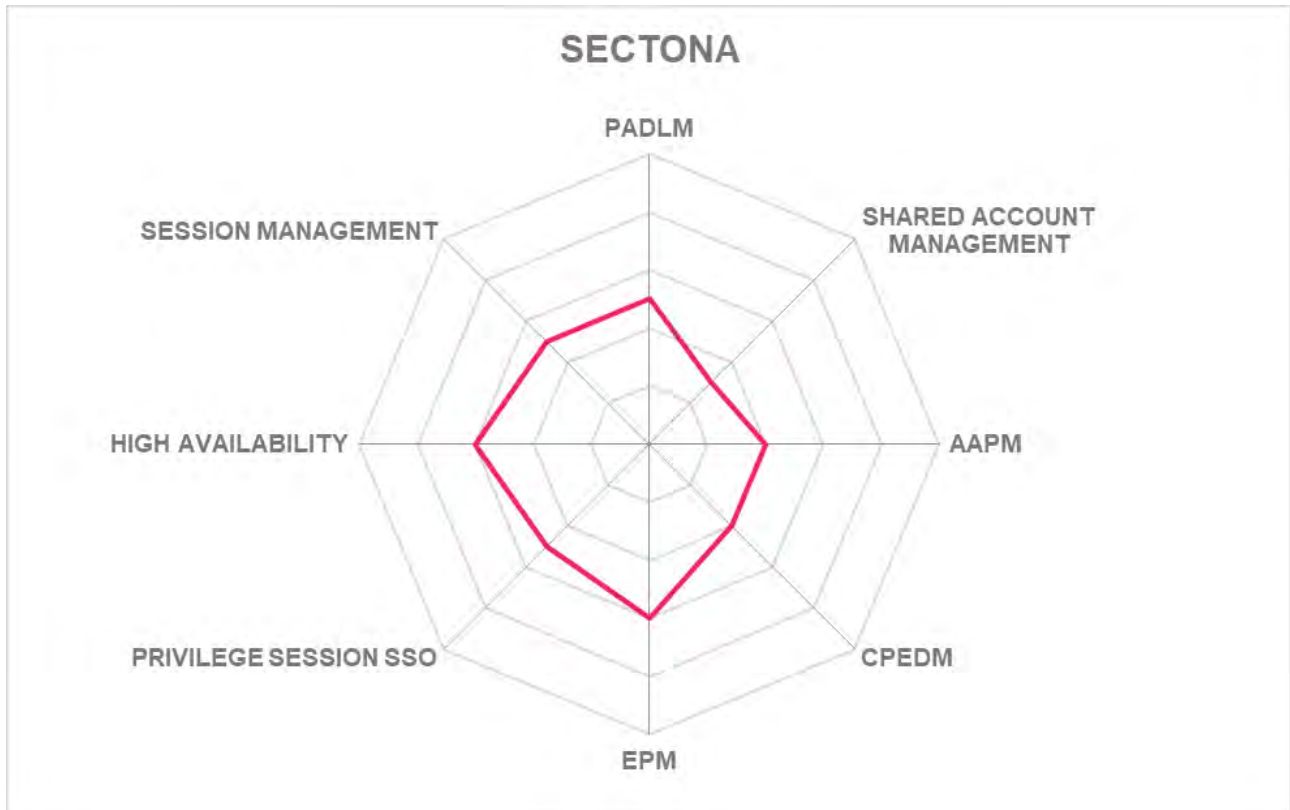 SECTONA
PADLM
SHARED ACCOUNT
MANAGEMENT
SESSION MANAGEMENT
HIGH AVAILABILITY
AAPM
PRIVILEGE SESSION SSO
CPEDM
EPM